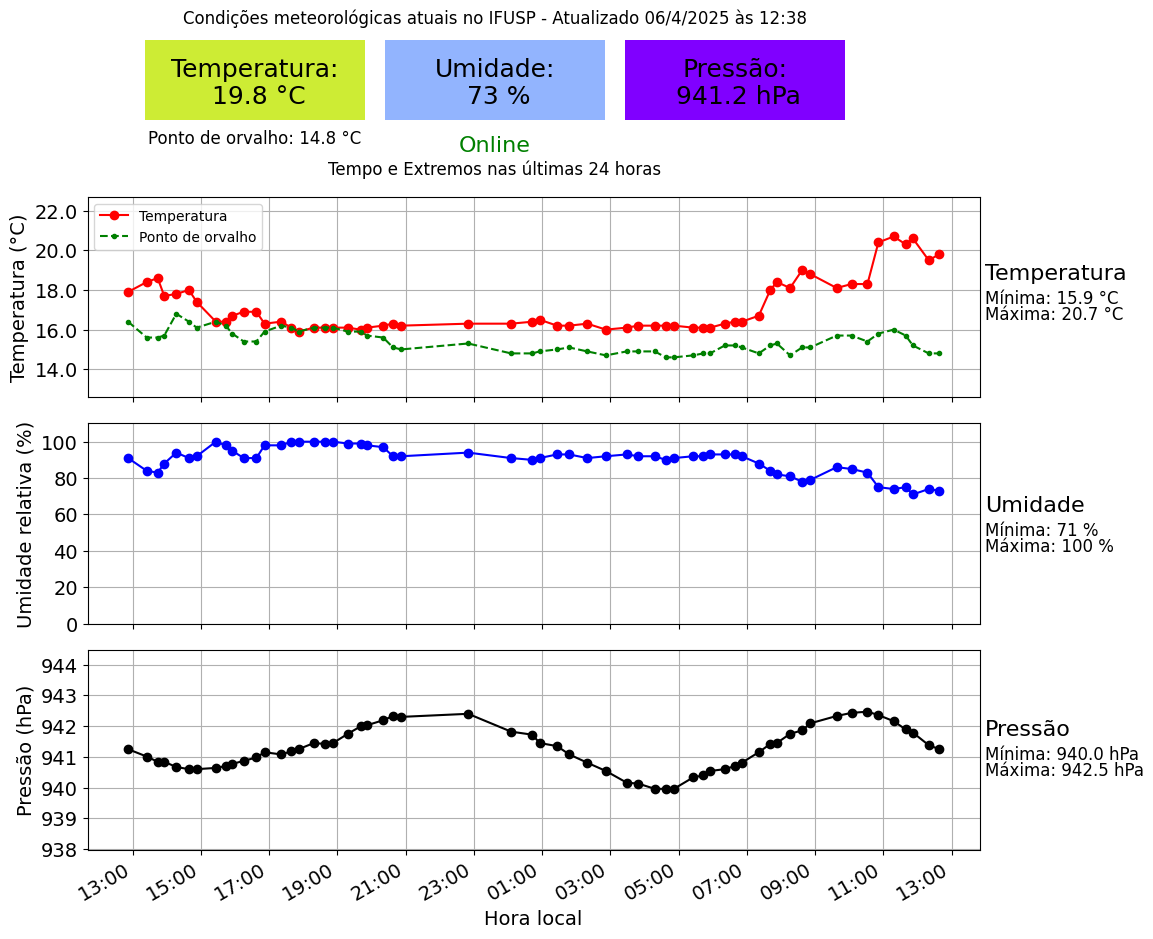 Condições meteorológicas atuais no IFUSP - Atualizado 06/4/2025 às 12:38
Temperatura:
19.8 °C
Umidade:
73 %
Pressão:
941.2 hPa
Ponto de orvalho: 14.8 °C
Online
Tempo e Extremos nas últimas 24 horas
Temperatura (°C)
22.0
20.0
18.0
16.0
14.0
Temperatura
Ponto de orvalho
Temperatura
Mínima: 15.9 °C
Máxima: 20.7 °C
Umidade relativa (%)
100
80
60
40
20
0
Umidade
Mínima: 71 %
Máxima: 100 %
Pressão (hPa)
944
943
942
941
940
939
938
Pressão
Mínima: 940.0 hPa
Máxima: 942.5 hPa
13:00 15:00 17:00 19:00 21:00 23:00 01:00 03:00 05:00 07:00 09:00 11:00 13:00
Hora local